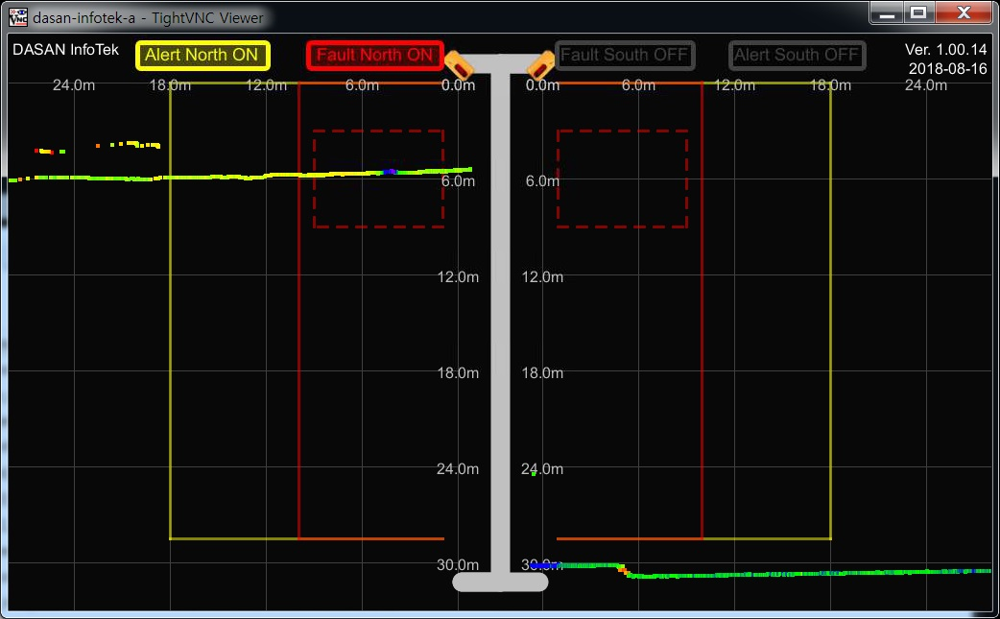 dasan-infotek-a - TightVNC Viewer
DASAN InfoTek
Alert North ON
Fault North ON
Fault South OFF
Alert South OFF
Ver. 1.00.14
2018-08-16
24.0m 18.0m 12.0m 6.0m 0.0m 0.0m 6.0m 12.0m 18.0m 24.0m
6.0m 6.0m
12.0m 12.0m
18.0m 18.0m
24.0m 24.0m
30.0m 30.0m